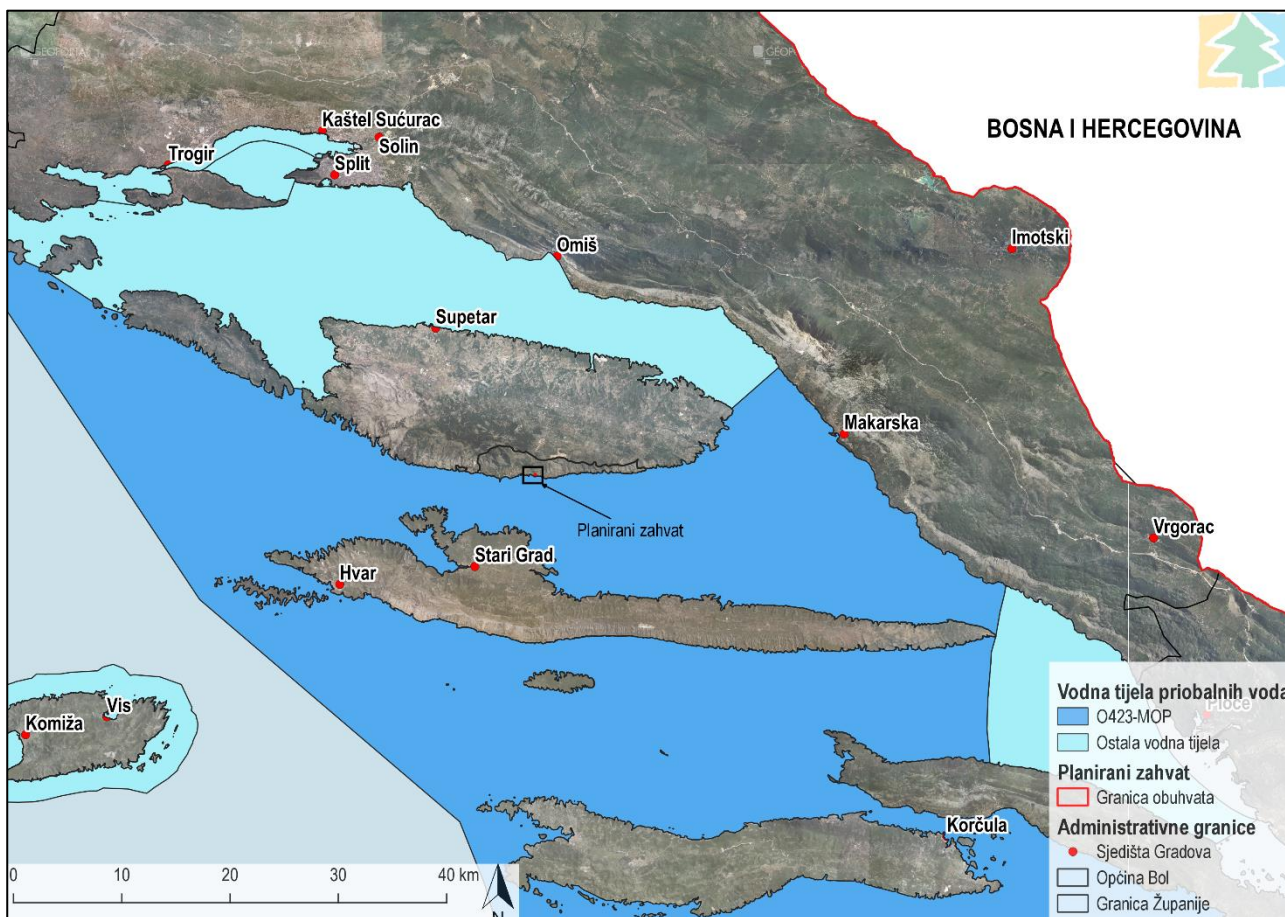 GEOPORTAL
GEOP
BOSNA I HERCEGOVINA
Kaštel Sućurac
Solin
Trogir
Split
Omiš
Imotski
Supetar
Makarska
Planirani zahvat
Vrgorac
Stari Grad
Hvar
Vis
Komiža
Korčula
Ploče
Vodna tijela priobalnih voda
O423-MOP
Ostala vodna tijela
Planirani zahvat
Granica obuhvata
Administrativne granice
Sjedišta Gradova
Općina Bol
Granica Županije
0 10 20 30 40 km
N